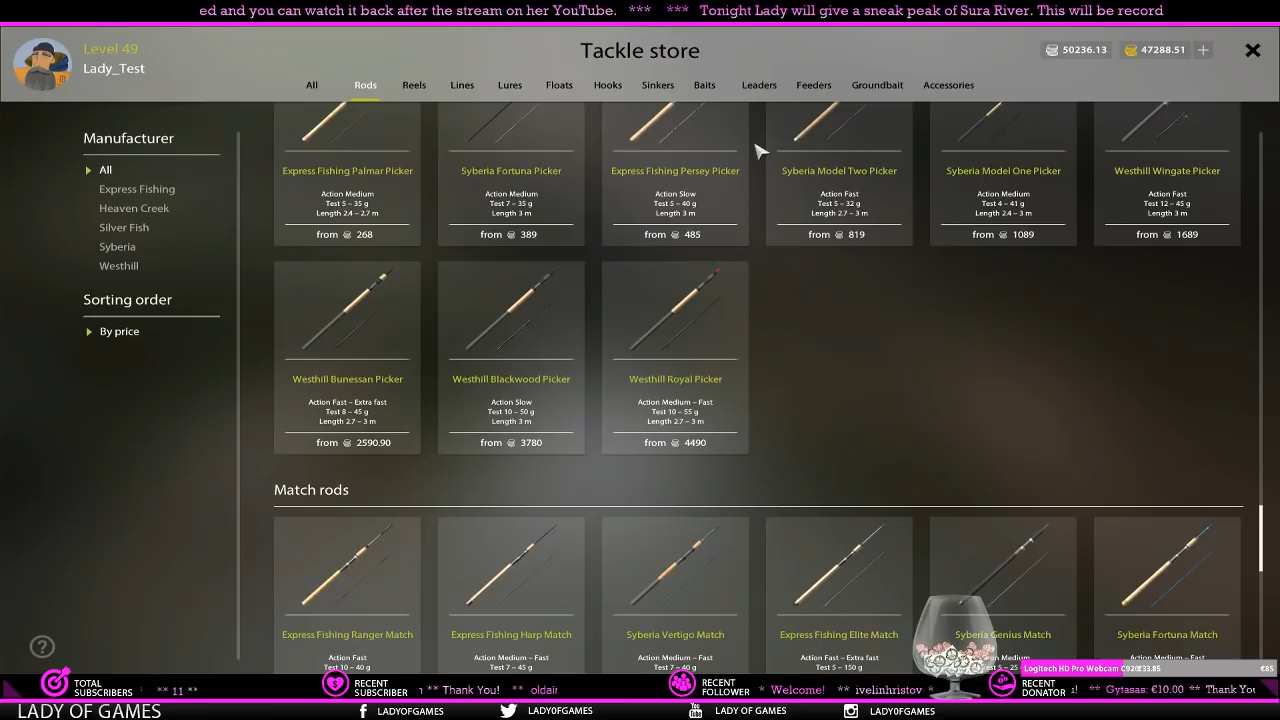 ed and you can watch it back after the stream on her YouTube. *** *** Tonight Lady will give a sneak peak of Sura River. This will be record
Level 49
Lady_Test
Tackle store
50236.13
47288.51
All Rods Reels Lines Lures Floats Hooks Sinkers Baits Leaders Feeders Groundbait Accessories
Manufacturer
All
Express Fishing
Heaven Creek
Silver Fish
Syberia
Westhill
Sorting order
By price
Express Fishing Palmar Picker
Action Medium
Test 5 – 35 g
Length 2.4 – 2.7 m
from 268
Syberia Fortuna Picker
Action Medium
Test 7 – 35 g
Length 3 m
from 389
Express Fishing Persey Picker
Action Slow
Test 5 – 40 g
Length 3 m
from 485
Syberia Model Two Picker
Action Fast
Test 5 – 32 g
Length 2.7 – 3 m
from 819
Syberia Model One Picker
Action Medium
Test 4 – 41 g
Length 2.4 – 3 m
from 1089
Westhill Wingate Picker
Action Fast
Test 12 – 45 g
Length 3 m
from 1689
Westhill Bunessan Picker
Action Fast – Extra fast
Test 8 – 45 g
Length 2.7 – 3 m
from 2590.90
Westhill Blackwood Picker
Action Slow
Test 10 – 50 g
Length 3 m
from 3780
Westhill Royal Picker
Action Medium – Fast
Test 10 – 55 g
Length 2.7 – 3 m
from 4490
Match rods
Express Fishing Ranger Match
Action Fast
Test 10 – 40 g
Express Fishing Harp Match
Action Medium – Fast
Test 7 – 45 g
Syberia Vertigo Match
Action Medium – Fast
Test 7 – 40 g
Express Fishing Elite Match
Action Fast – Extra fast
Test 5 – 150 g
Syberia Genius Match
Syberia Fortuna Match
Action Medium – Fast
Logitech HD Pro Webcam
€85
TOTAL SUBSCRIBERS
** 11 **
RECENT SUBSCRIBER
** Thank You! ** oldair
RECENT FOLLOWER
* Welcome! ** ivelinhristov
RECENT DONATOR
! ** Gytasas: €10.00 ** Thank You
LADY OF GAMES
LADYOFGAMES
LADY0FGAMES
LADY OF GAMES
LADY0FGAMES